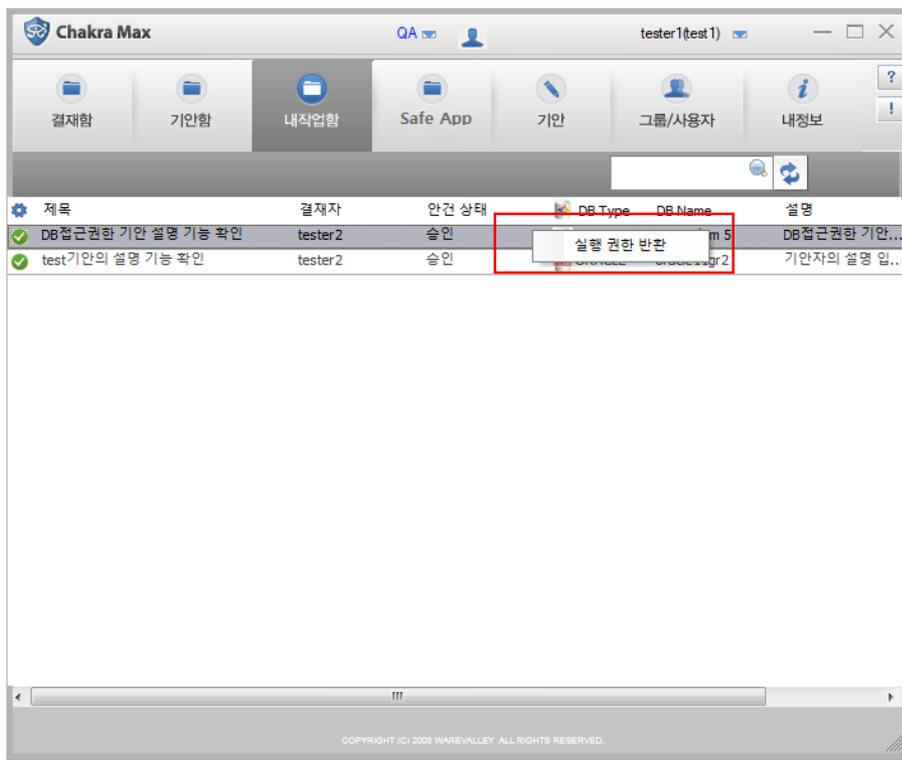 Chakra Max QA tester1(test1)
결재함 기안함 내작업함 Safe App 기안 그룹/사용자 내정보 ? !
제목 결재자 안건 상태 DB Type DB Name 설명
DB접근권한 기안 설명 기능 확인 tester2 승인 m 5 DB접근권한 기안...
실행 권한 반환
test기안의 설명 기능 확인 tester2 승인 ORACLE oracle11gr2 기안자의 설명 입...
COPYRIGHT (C) 2008 WAREVALLEY ALL RIGHTS RESERVED.